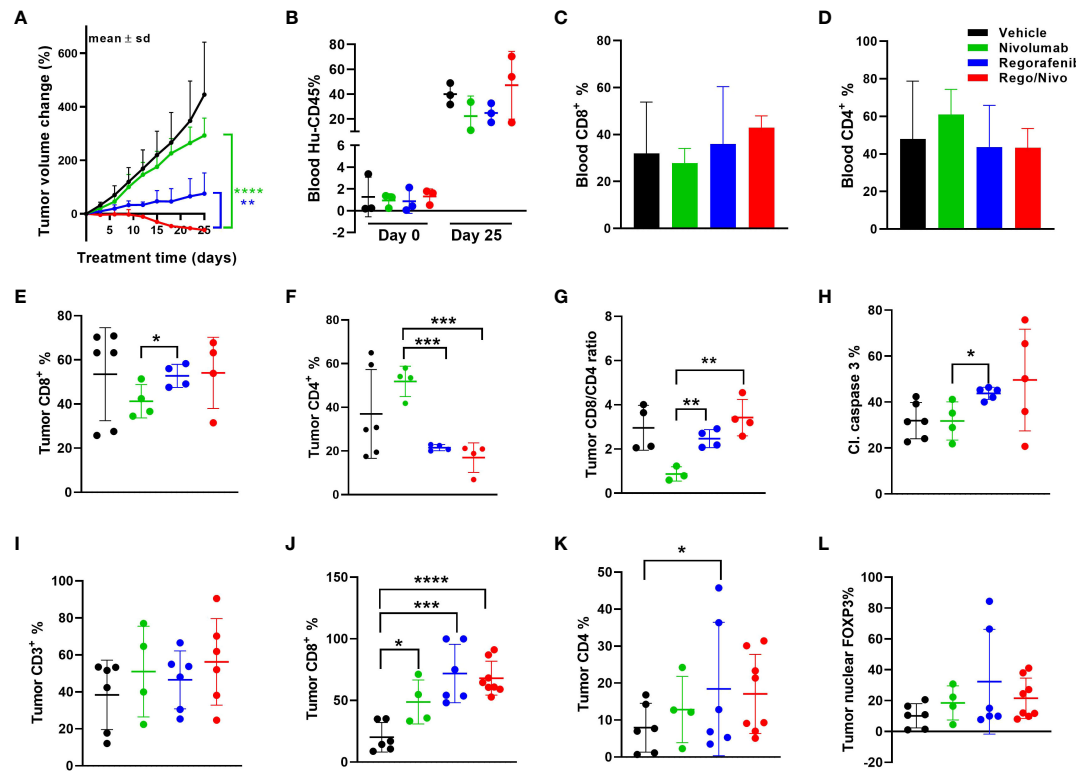 A
mean ± sd
Tumor volume change (%)
600
400
200
0
5
10
15
20
25
Treatment time (days)
****
**
B
Blood Hu-CD45%
80
60
40
20
6
4
2
0
-2
Day 0
Day 25
C
Blood CD8+ %
80
60
40
20
0
D
Blood CD4+ %
100
80
60
40
20
0
Vehicle
Nivolumab
Regorafenib
Rego/Nivo
E
Tumor CD8+ %
80
60
40
20
0
*
F
Tumor CD4+ %
80
60
40
20
0
***
***
G
Tumor CD8/CD4 ratio
6
4
2
0
**
**
H
Cl. caspase 3 %
80
60
40
20
0
*
I
Tumor CD3+ %
100
80
60
40
20
0
J
Tumor CD8+ %
150
100
50
0
****
***
*
K
Tumor CD4 %
50
40
30
20
10
0
*
L
Tumor nuclear FOXP3%
100
80
60
40
20
0
-20